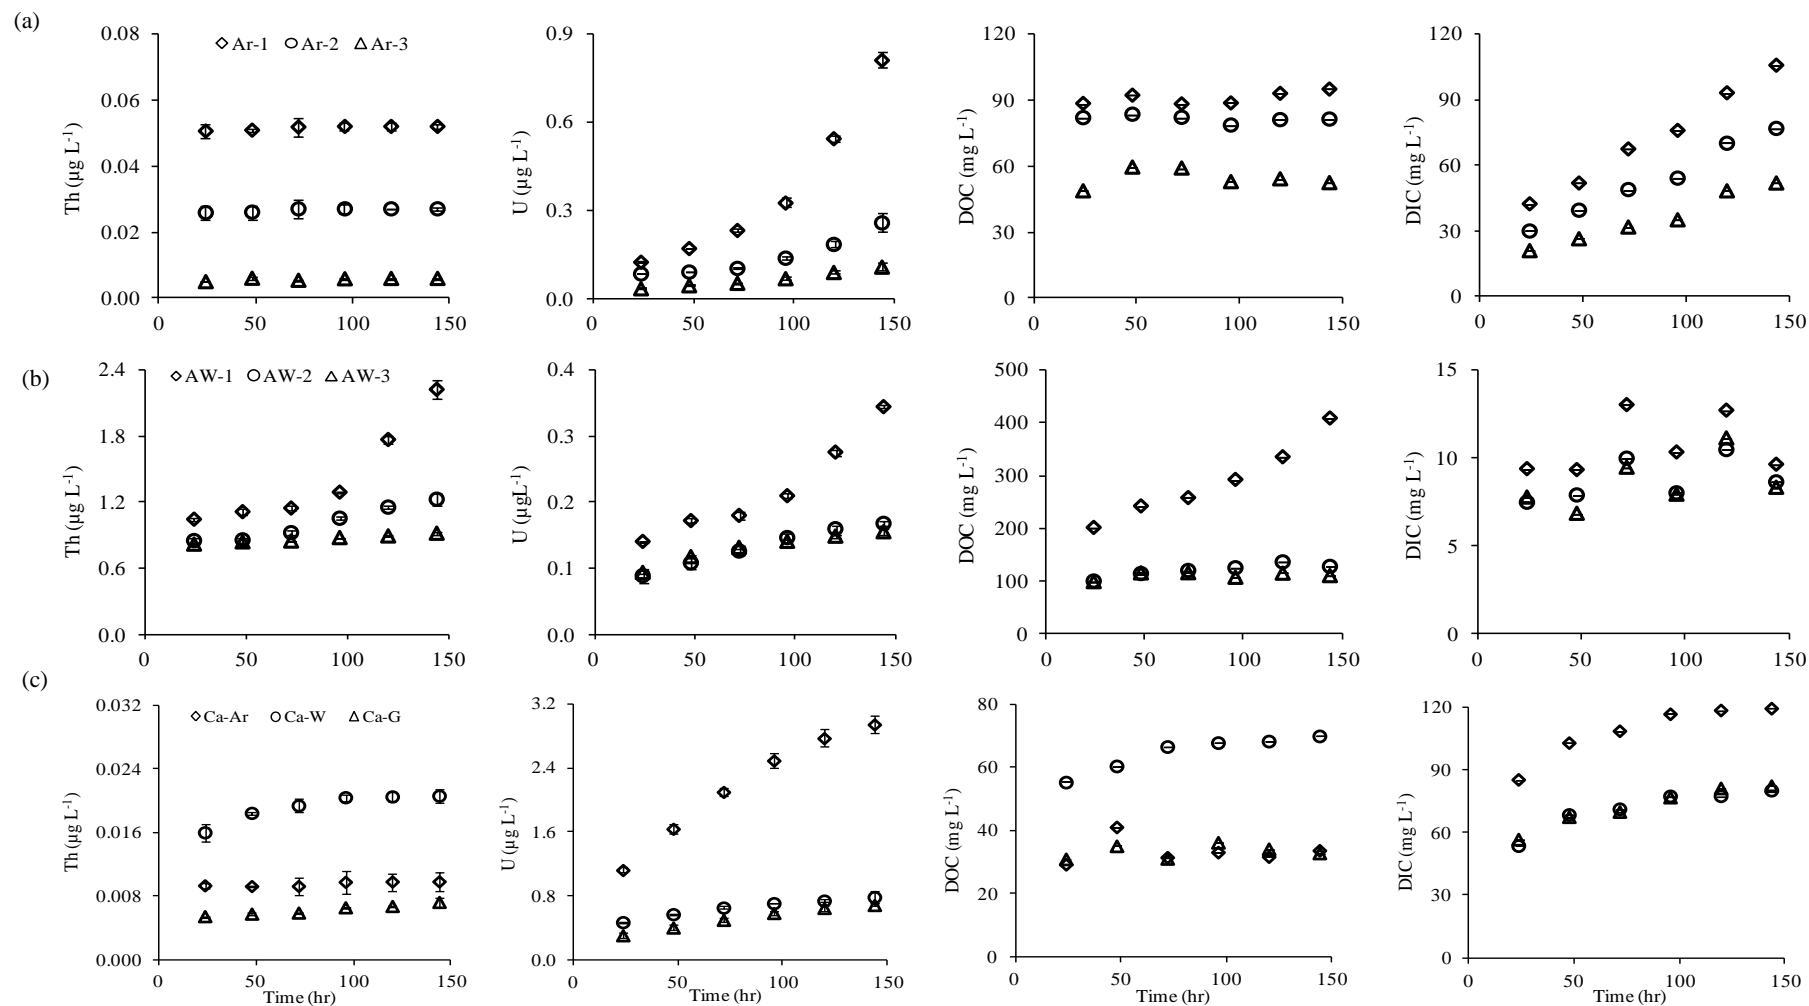 (a)
Th (µg L-1)
0.08
0.06
0.04
0.02
0.00
Ar-1 Ar-2 Ar-3
0 50 100 150
U (µg L-1)
0.9
0.6
0.3
0.0
0 50 100 150
DOC (mg L-1)
120
90
60
30
0
0 50 100 150
DIC (mg L-1)
120
90
60
30
0
0 50 100 150
(b)
Th (µg L-1)
2.4
1.8
1.2
0.6
0.0
AW-1 AW-2 AW-3
0 50 100 150
U (µgL-1)
0.4
0.3
0.2
0.1
0.0
0 50 100 150
DOC (mg L-1)
500
400
300
200
100
0
0 50 100 150
DIC (mg L-1)
15
10
5
0
0 50 100 150
(c)
Th (µg L-1)
0.032
0.024
0.016
0.008
0.000
Ca-Ar Ca-W Ca-G
0 50 100 150
Time (hr)
U (µg L-1)
3.2
2.4
1.6
0.8
0.0
0 50 100 150
Time (hr)
DOC (mg L-1)
80
60
40
20
0
0 50 100 150
Time (hr)
DIC (mg L-1)
120
90
60
30
0
0 50 100 150
Time (hr)